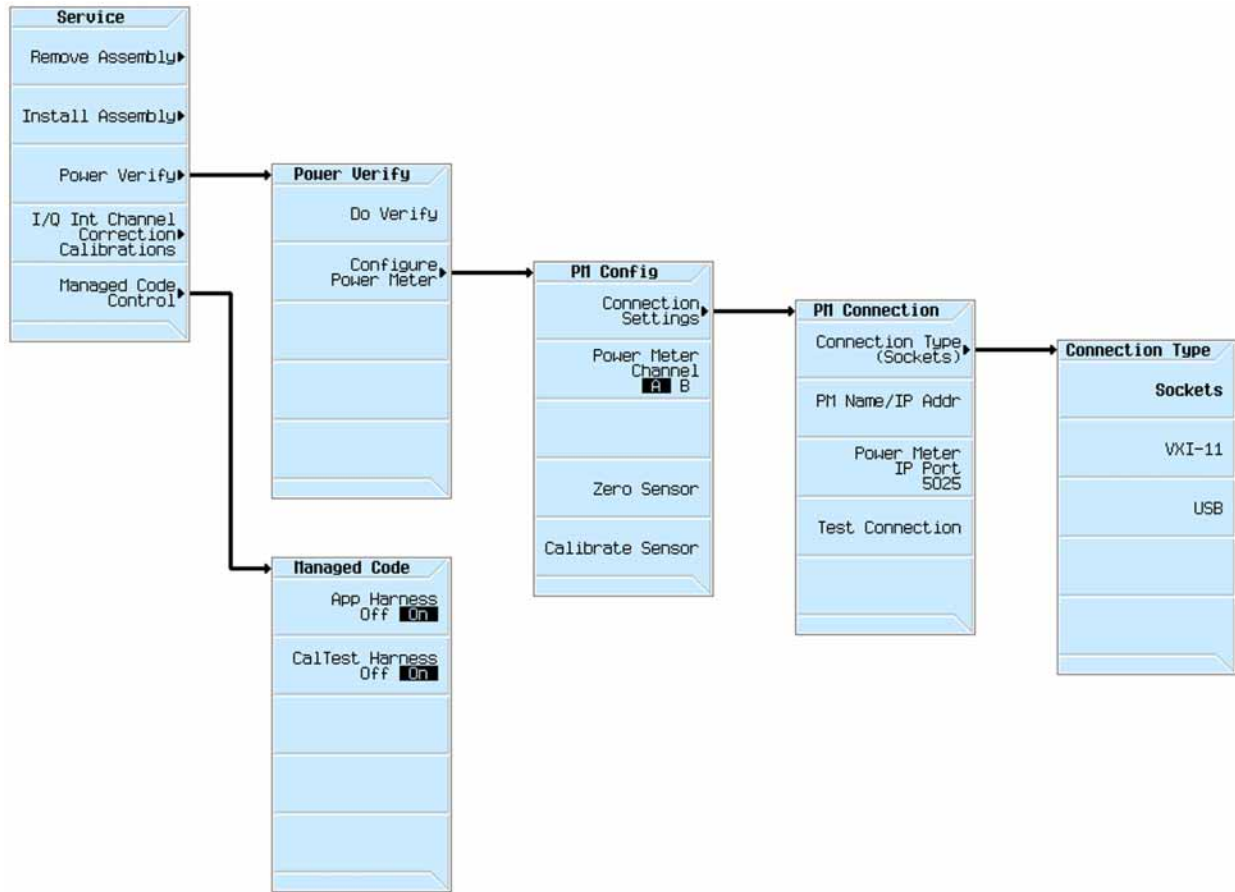 Service
Remove Assembly
Install Assembly
Power Verify
I/Q Int Channel
Correction
Calibrations
Managed Code
Control
Power Verify
Do Verify
Configure
Power Meter
PM Config
Connection
Settings
Power Meter
Channel
A B
Zero Sensor
Calibrate Sensor
PM Connection
Connection Type
(Sockets)
PM Name/IP Addr
Power Meter
IP Port
5025
Test Connection
Connection Type
Sockets
VXI-11
USB
Managed Code
App Harness
Off On
CalTest Harness
Off On